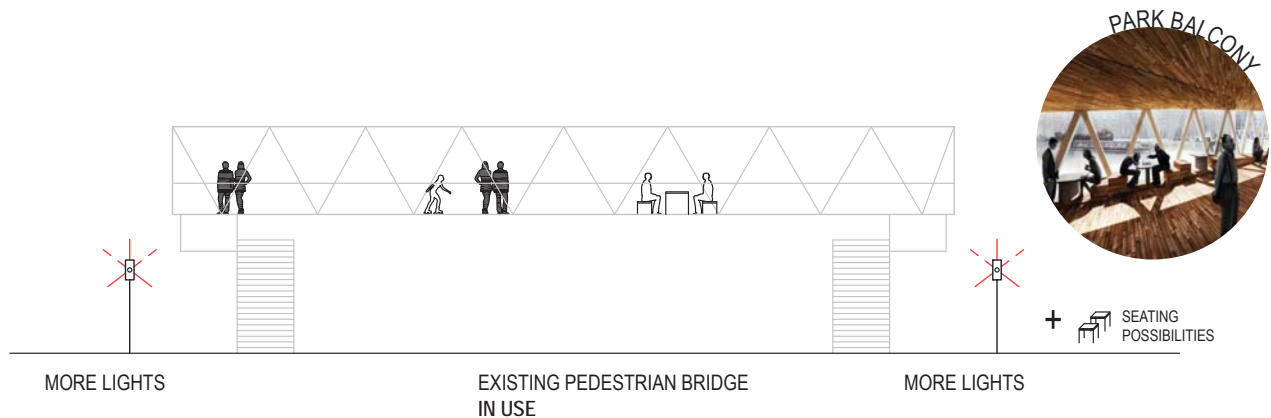 PARK BALCONY
+ SEATING
POSSIBILITIES
MORE LIGHTS
EXISTING PEDESTRIAN BRIDGE
IN USE
MORE LIGHTS